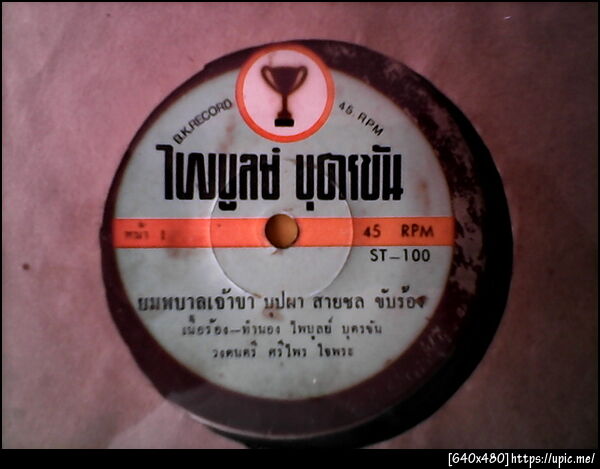 B.K.RECORD 45 RPM
ไพบูลย์ บุตรขัน
หน้า 1 45 RPM
ST-100
ยมพบาลเจ้าขา บุปผา สายชล ขับร้อง
เนื้อร้อง-ทำนอง ไพบูลย์ บุตรขัน
วงดนตรี ศรีไพร ใจพระ
[640x480]https://upic.me/